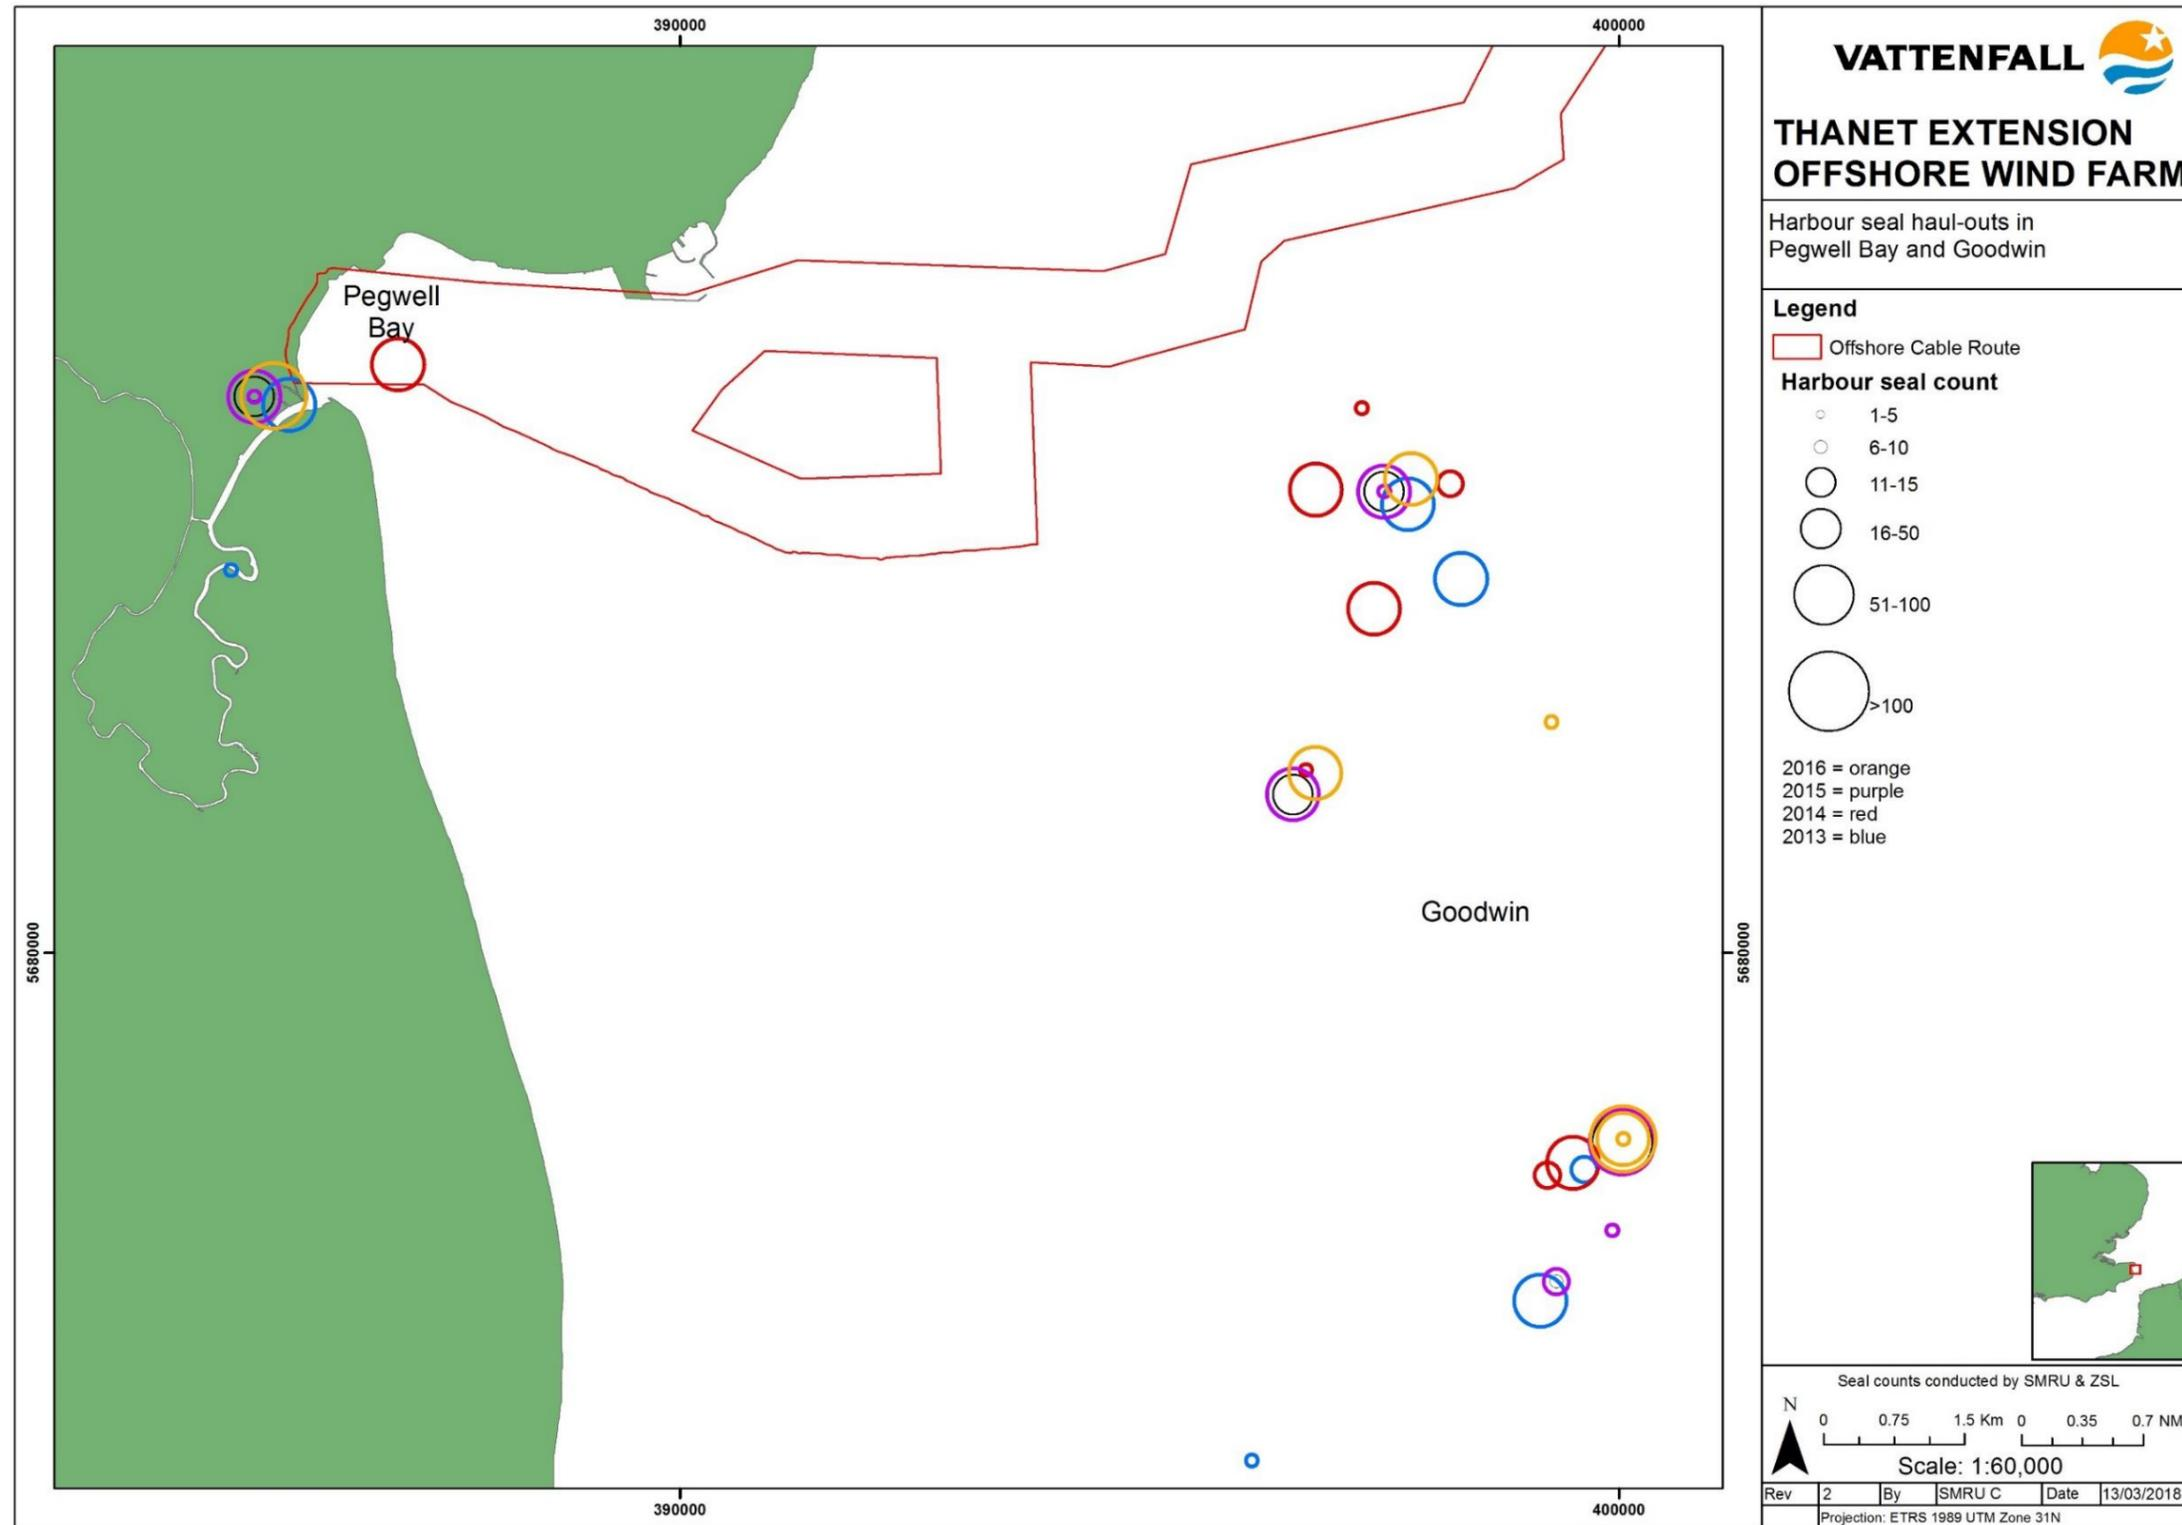 390000
400000
VATTENFALL
THANET EXTENSION
OFFSHORE WIND FARM
Harbour seal haul-outs in
Pegwell Bay and Goodwin
Legend
Offshore Cable Route
Harbour seal count
1-5
6-10
11-15
16-50
51-100
>100
2016 = orange
2015 = purple
2014 = red
2013 = blue
Pegwell
Bay
Goodwin
5680000
5680000
Seal counts conducted by SMRU & ZSL
N
0 0.75 1.5 Km 0 0.35 0.7 NM
Scale: 1:60,000
Rev 2 By SMRU C Date 13/03/2018
Projection: ETRS 1989 UTM Zone 31N
390000
400000